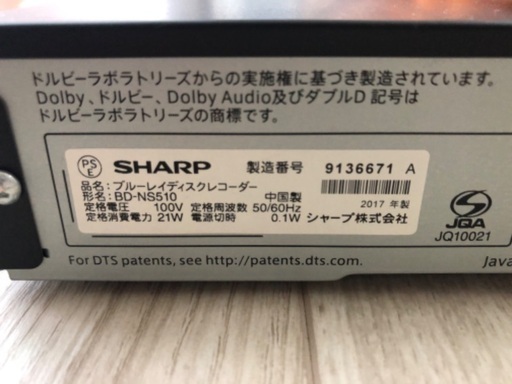 ドルビーラボラトリーズからの実施権に基づき製造されています。
Dolby、ドルビー、Dolby Audio及びダブルD 記号は
ドルビーラボラトリーズの商標です。
PS E SHARP 製造番号 9136671 A
品名：ブルーレイディスクレコーダー
形名：BD-NS510 中国製
定格電圧 100V 定格周波数 50/60Hz 2017 年製
定格消費電力 21W 電源切時 0.1W シャープ株式会社
JQA
JQ10021
For DTS patents, see http://patents.dts.com.
Java